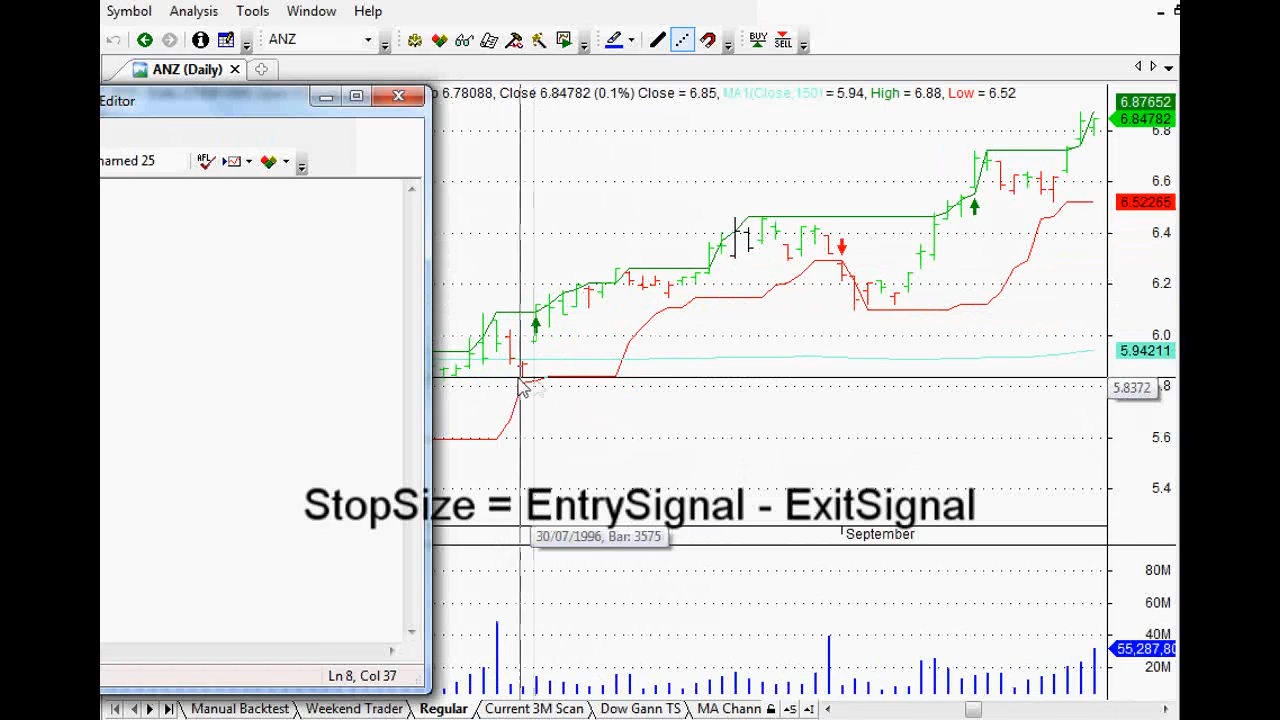 Symbol Analysis Tools Window Help
ANZ
BUY SELL
ANZ (Daily)
Editor
6.78088, Close 6.84782 (0.1%) Close = 6.85, MA1(Close,150) = 5.94, High = 6.88, Low = 6.52
6.87652
6.84782
6.8
named 25
AFL
6.6
6.52265
6.4
6.2
6.0
5.94211
5.8372
5.6
5.4
StopSize = EntrySignal - ExitSignal
30/07/1996, Bar: 3575
September
80M
60M
40M
55,287,80
20M
Ln 8, Col 37
Manual Backtest Weekend Trader Regular Current 3M Scan Dow Gann TS MA Chann